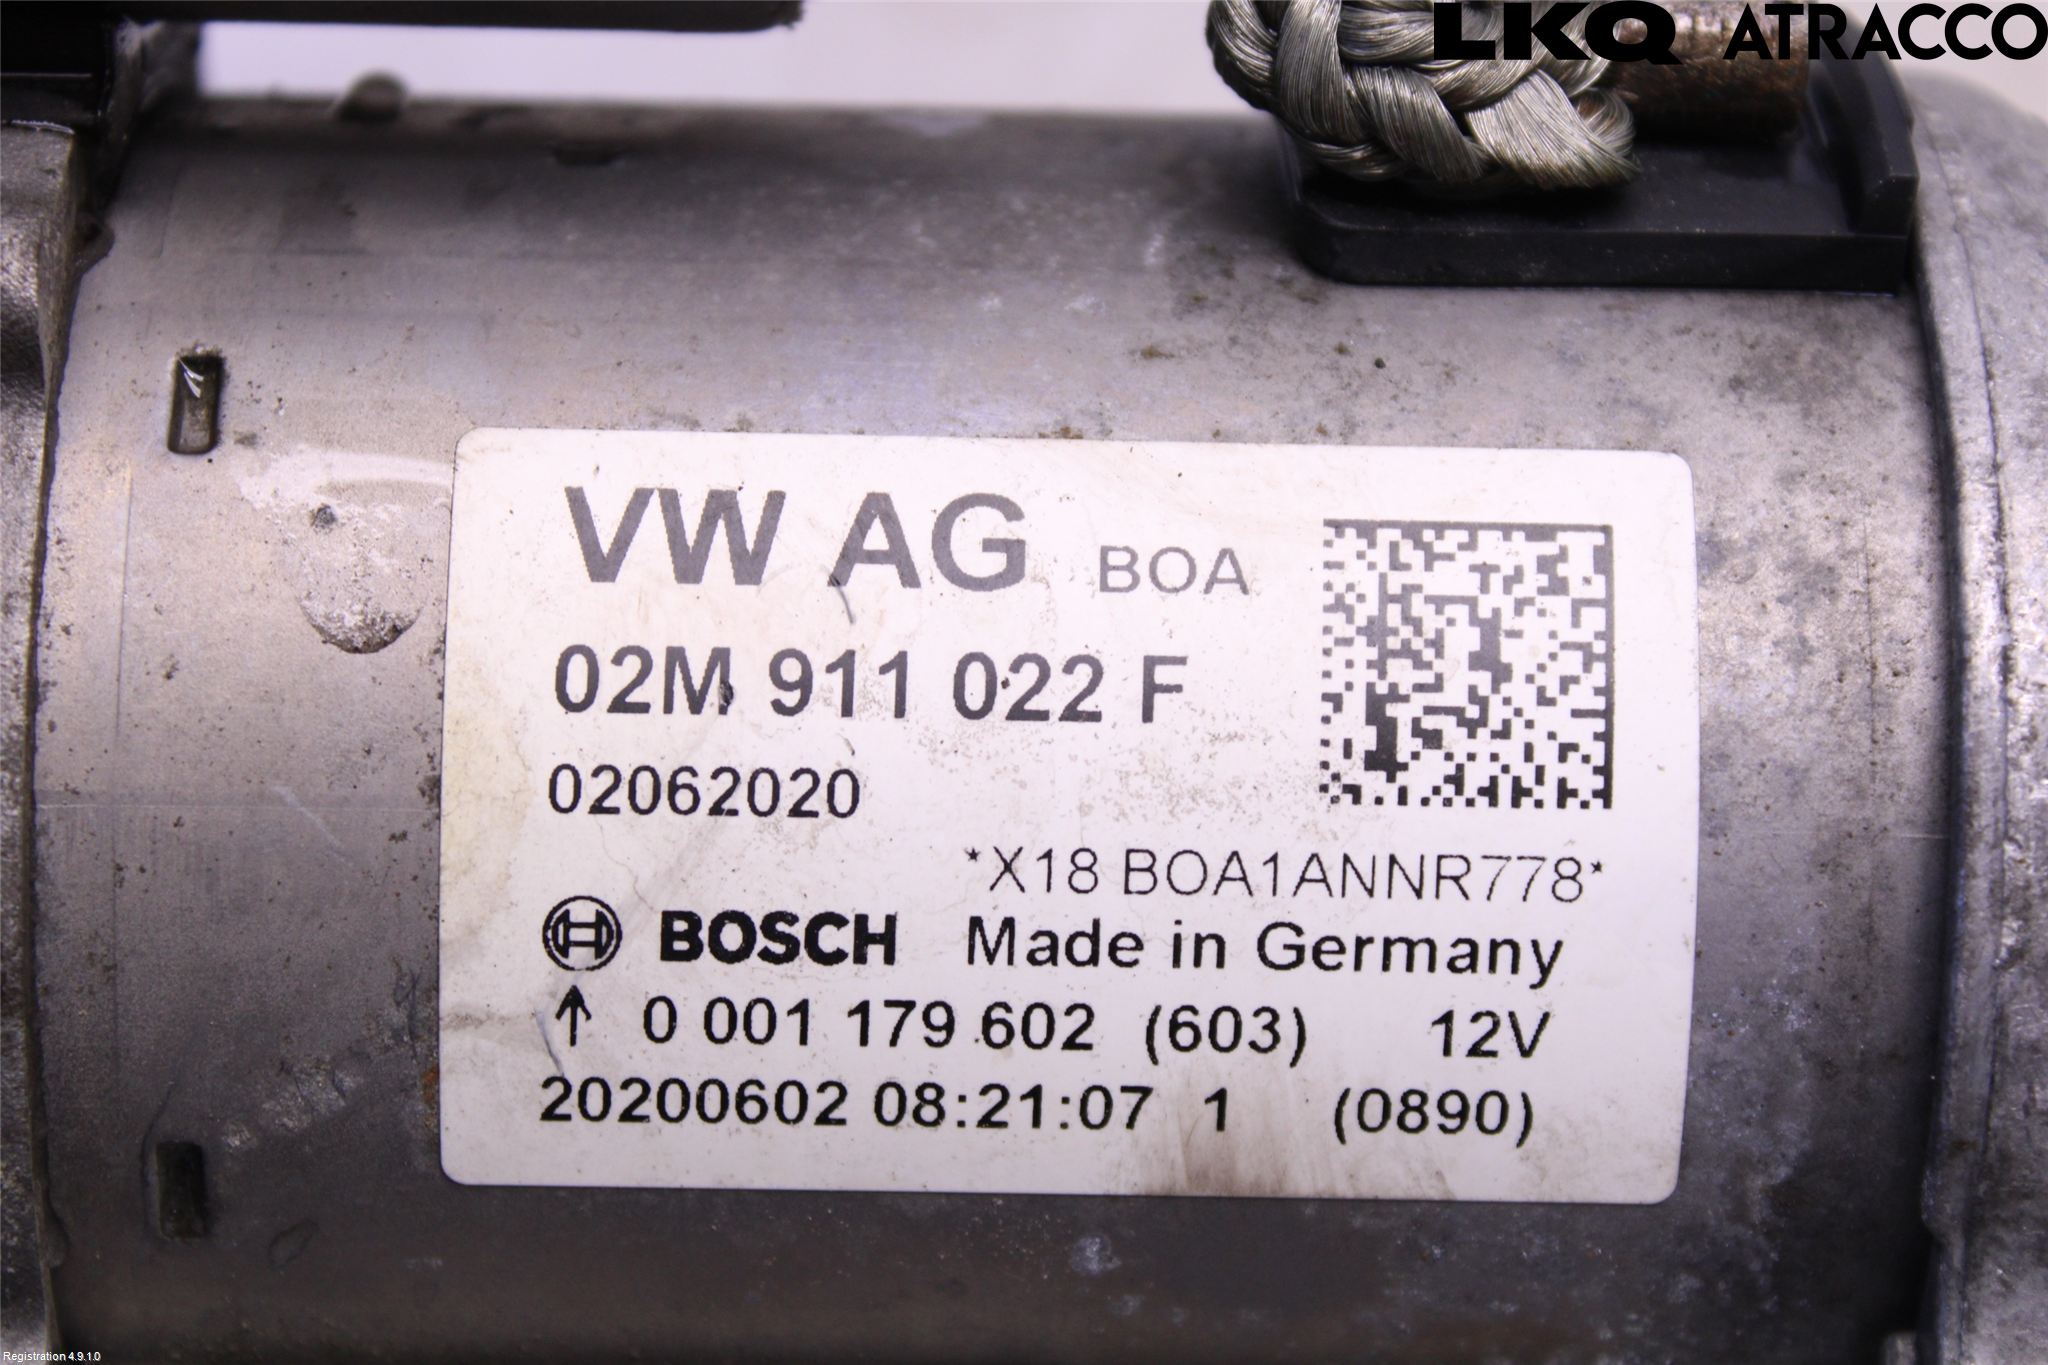 LKQ ATRACCO
VW AG BOA
02M 911 022 F
02062020
*X18 BOA1ANNR778*
BOSCH Made in Germany
↑ 0 001 179 602 (603) 12V
20200602 08:21:07 1 (0890)
Registration 4.9.1.0